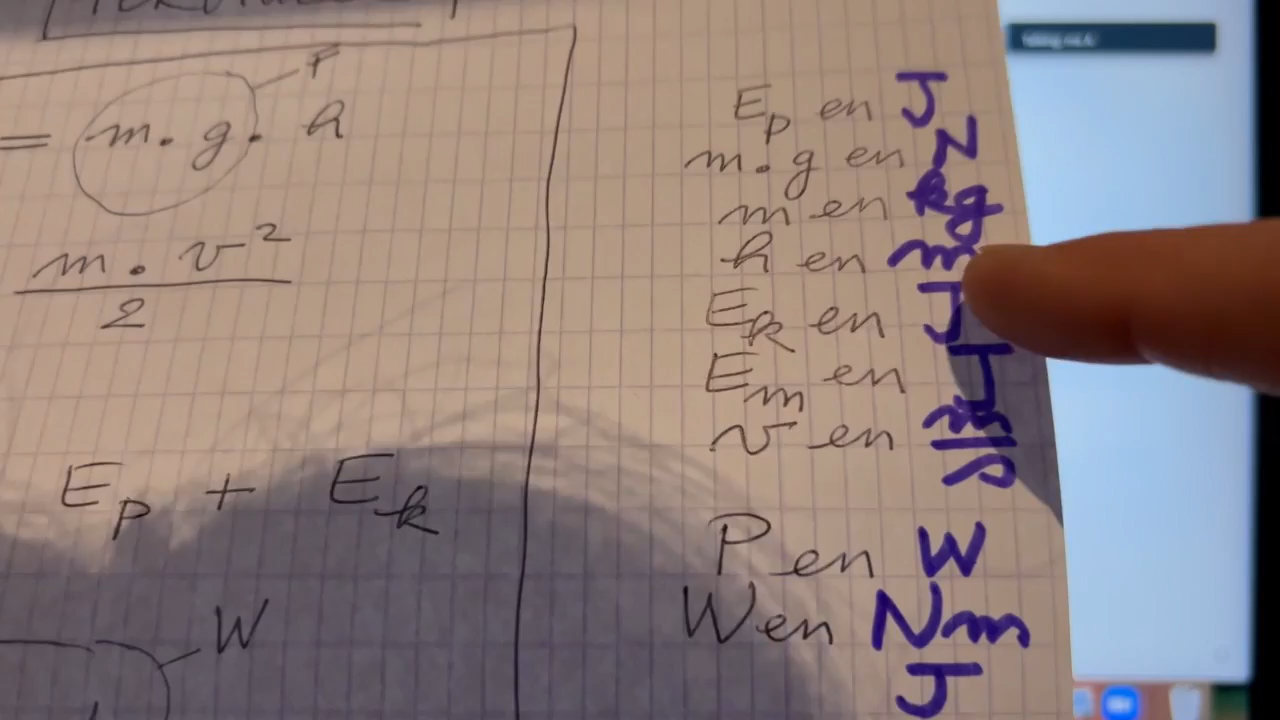 F
= m.g. h
m. v²
2
Ep + Ek
W
Ep en J
m.g en N
m en kg
h en m
Ek en J
Em en J
v en m/s
P en W
W en Nm
J